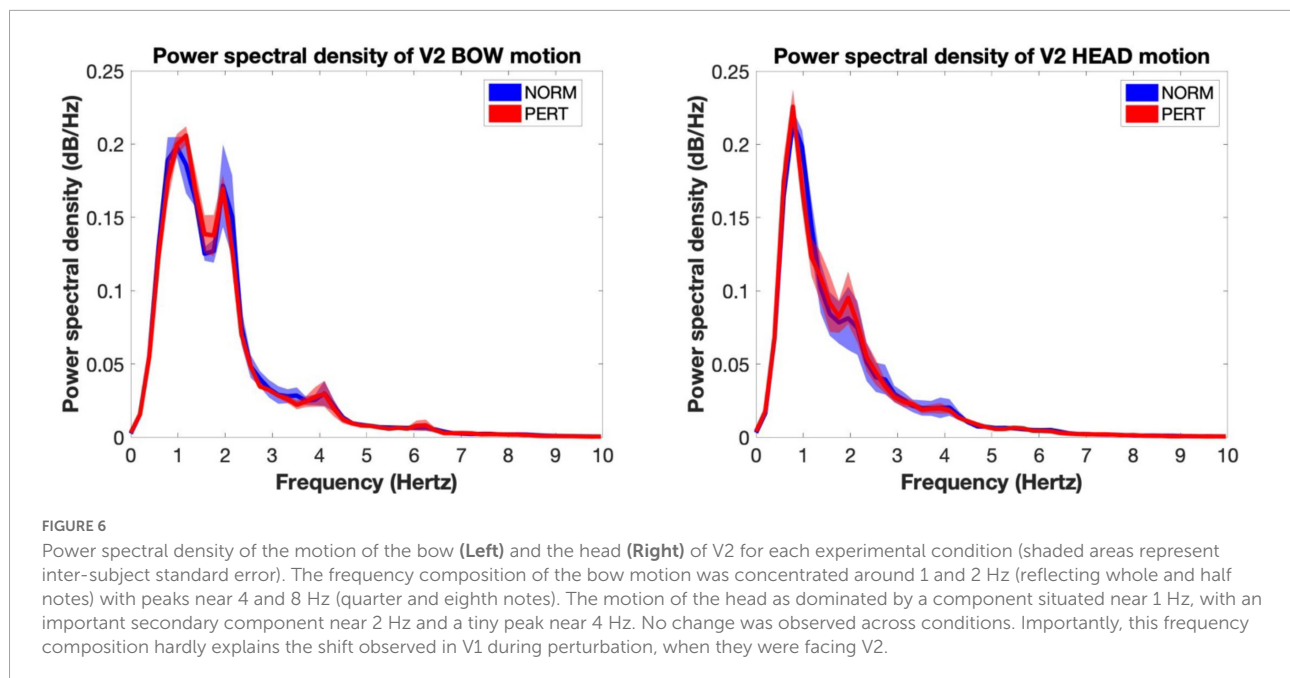 Power spectral density of V2 BOW motion
0.25
0.2
0.15
0.1
0.05
0
Power spectral density (dB/Hz)
NORM
PERT
0 1 2 3 4 5 6 7 8 9 10
Frequency (Hertz)
Power spectral density of V2 HEAD motion
0.25
0.2
0.15
0.1
0.05
0
Power spectral density (dB/Hz)
NORM
PERT
0 1 2 3 4 5 6 7 8 9 10
Frequency (Hertz)
FIGURE 6
Power spectral density of the motion of the bow (Left) and the head (Right) of V2 for each experimental condition (shaded areas represent
inter-subject standard error). The frequency composition of the bow motion was concentrated around 1 and 2 Hz (reflecting whole and half
notes) with peaks near 4 and 8 Hz (quarter and eighth notes). The motion of the head as dominated by a component situated near 1 Hz, with an
important secondary component near 2 Hz and a tiny peak near 4 Hz. No change was observed across conditions. Importantly, this frequency
composition hardly explains the shift observed in V1 during perturbation, when they were facing V2.